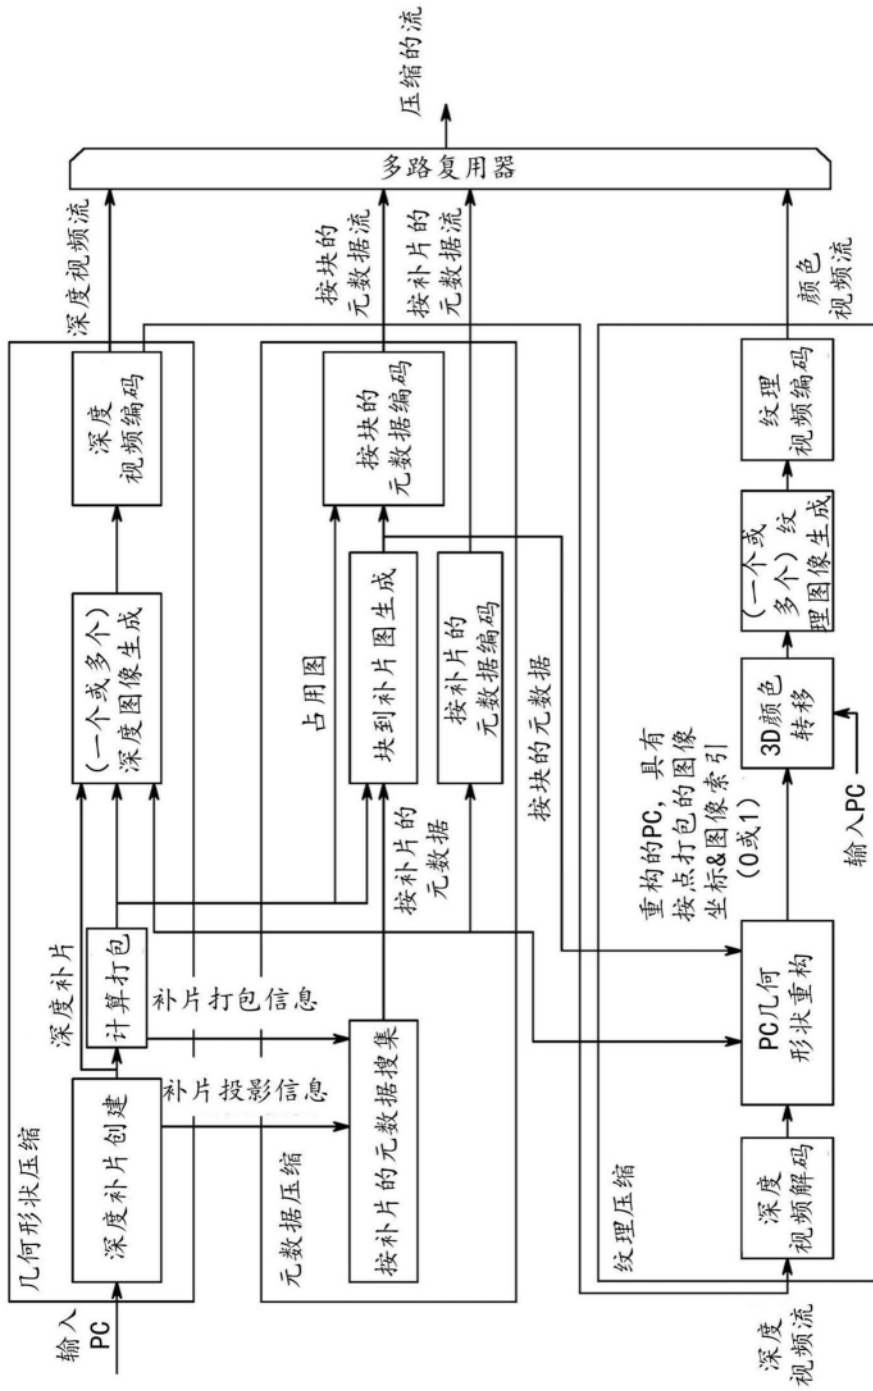 输入
PC
几何形状压缩
深度补片创建
深度补片
计算打包
(一个或多个)
深度图像生成
深度
视频编码
深度视频流
补片打包信息
补片投影信息
元数据压缩
按补片的元数据搜集
按补片的
元数据
占用图
块到补片图生成
按补片的
元数据编码
按块的
元数据编码
按块的
元数据流
按补片的
元数据流
按块的元数据
多路复用器
压缩的流
纹理压缩
深度
视频流
深度
视频解码
PC几何
形状重构
重构的PC，具有
按点打包的图像
坐标&图像索引
(0或1)
3D颜色
转移
输入PC
(一个或
多个) 纹
理图像生成
纹理
视频编码
颜色
视频流